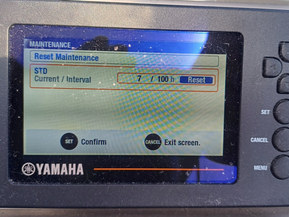 MAINTENANCE
Reset Maintenance
STD
Current / Interval 7 / 100 h Reset
SET Confirm CANCEL Exit screen.
YAMAHA
SET
CANCEL
MENU